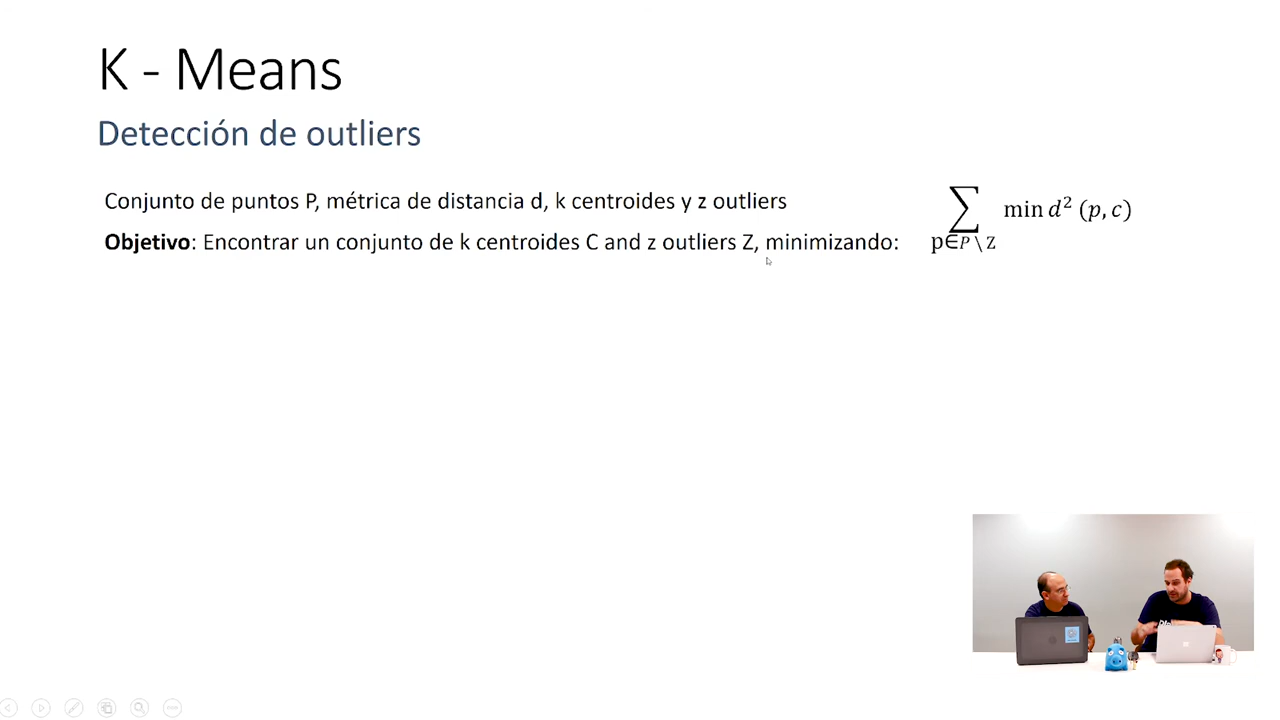 K - Means
Detección de outliers
Conjunto de puntos P, métrica de distancia d, k centroides y z outliers
Objetivo: Encontrar un conjunto de k centroides C and z outliers Z, minimizando:
∑ min d² (p, c)
p∈P\Z